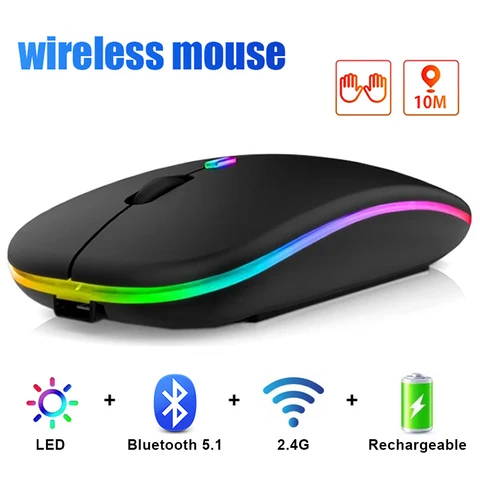 wireless mouse
10M
LED
Bluetooth 5.1
2.4G
Rechargeable